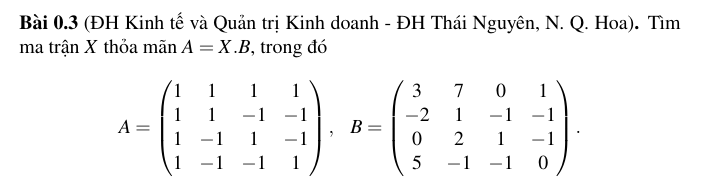 Bài 0.3 (ĐH Kinh tế và Quản trị Kinh doanh - ĐH Thái Nguyên, N. Q. Hoa). Tìm
ma trận X thỏa mãn A = X.B, trong đó
A = \begin{pmatrix} 1 & 1 & 1 & 1 \\ 1 & 1 & -1 & -1 \\ 1 & -1 & 1 & -1 \\ 1 & -1 & -1 & 1 \end{pmatrix}, B = \begin{pmatrix} 3 & 7 & 0 & 1 \\ -2 & 1 & -1 & -1 \\ 0 & 2 & 1 & -1 \\ 5 & -1 & -1 & 0 \end{pmatrix}.